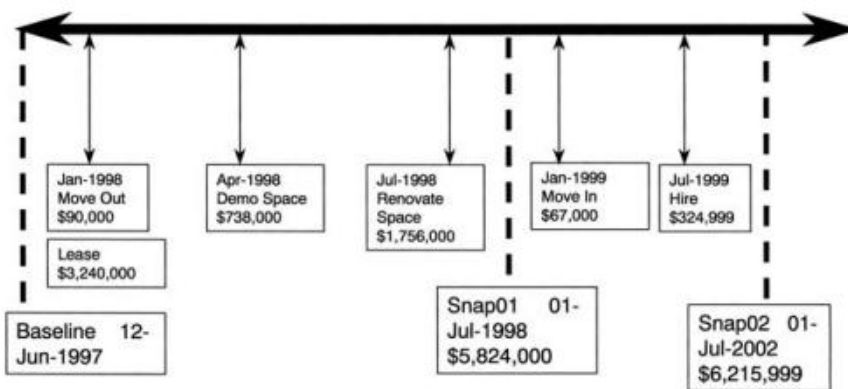 Jan-1998
Move Out
$90,000
Lease
$3,240,000
Apr-1998
Demo Space
$738,000
Jul-1998
Renovate
Space
$1,756,000
Jan-1999
Move In
$67,000
Jul-1999
Hire
$324,999
Baseline 12-
Jun-1997
Snap01 01-
Jul-1998
$5,824,000
Snap02 01-
Jul-2002
$6,215,999